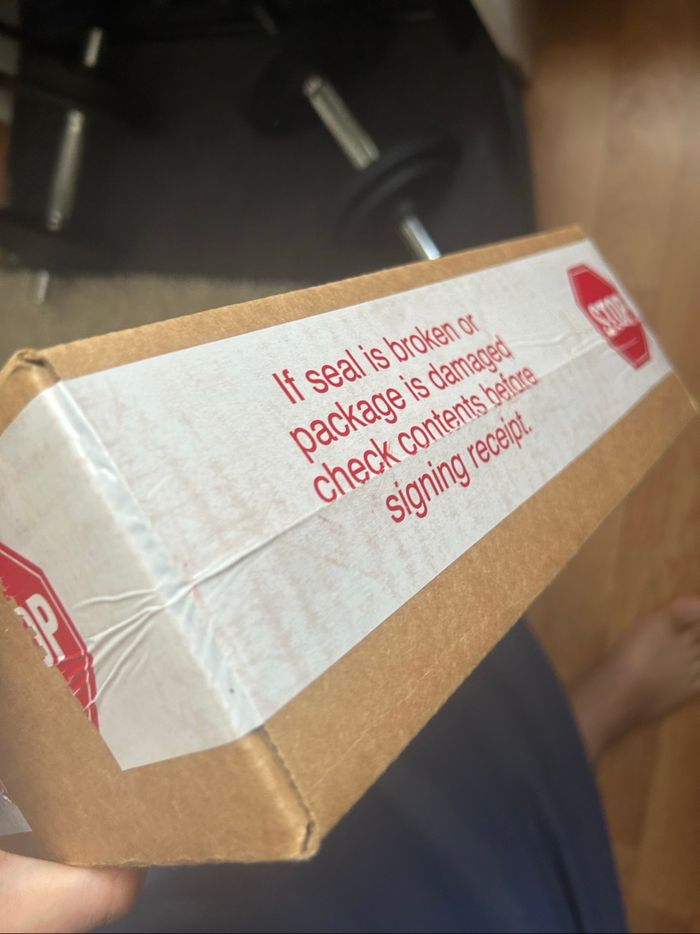 If seal is broken or
package is damaged
check contents before
signing receipt.
STOP